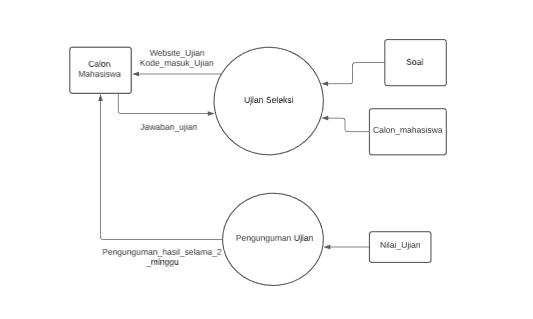 Website_Ujian
Kode_masuk_Ujian
Calon
Mahasiswa
Soal
Ujian Seleksi
Jawaban_ujian
Calon_mahasiswa
Pengunguman Ujian
Nilai_Ujian
Pengunguman_hasil_selama_2
_minggu